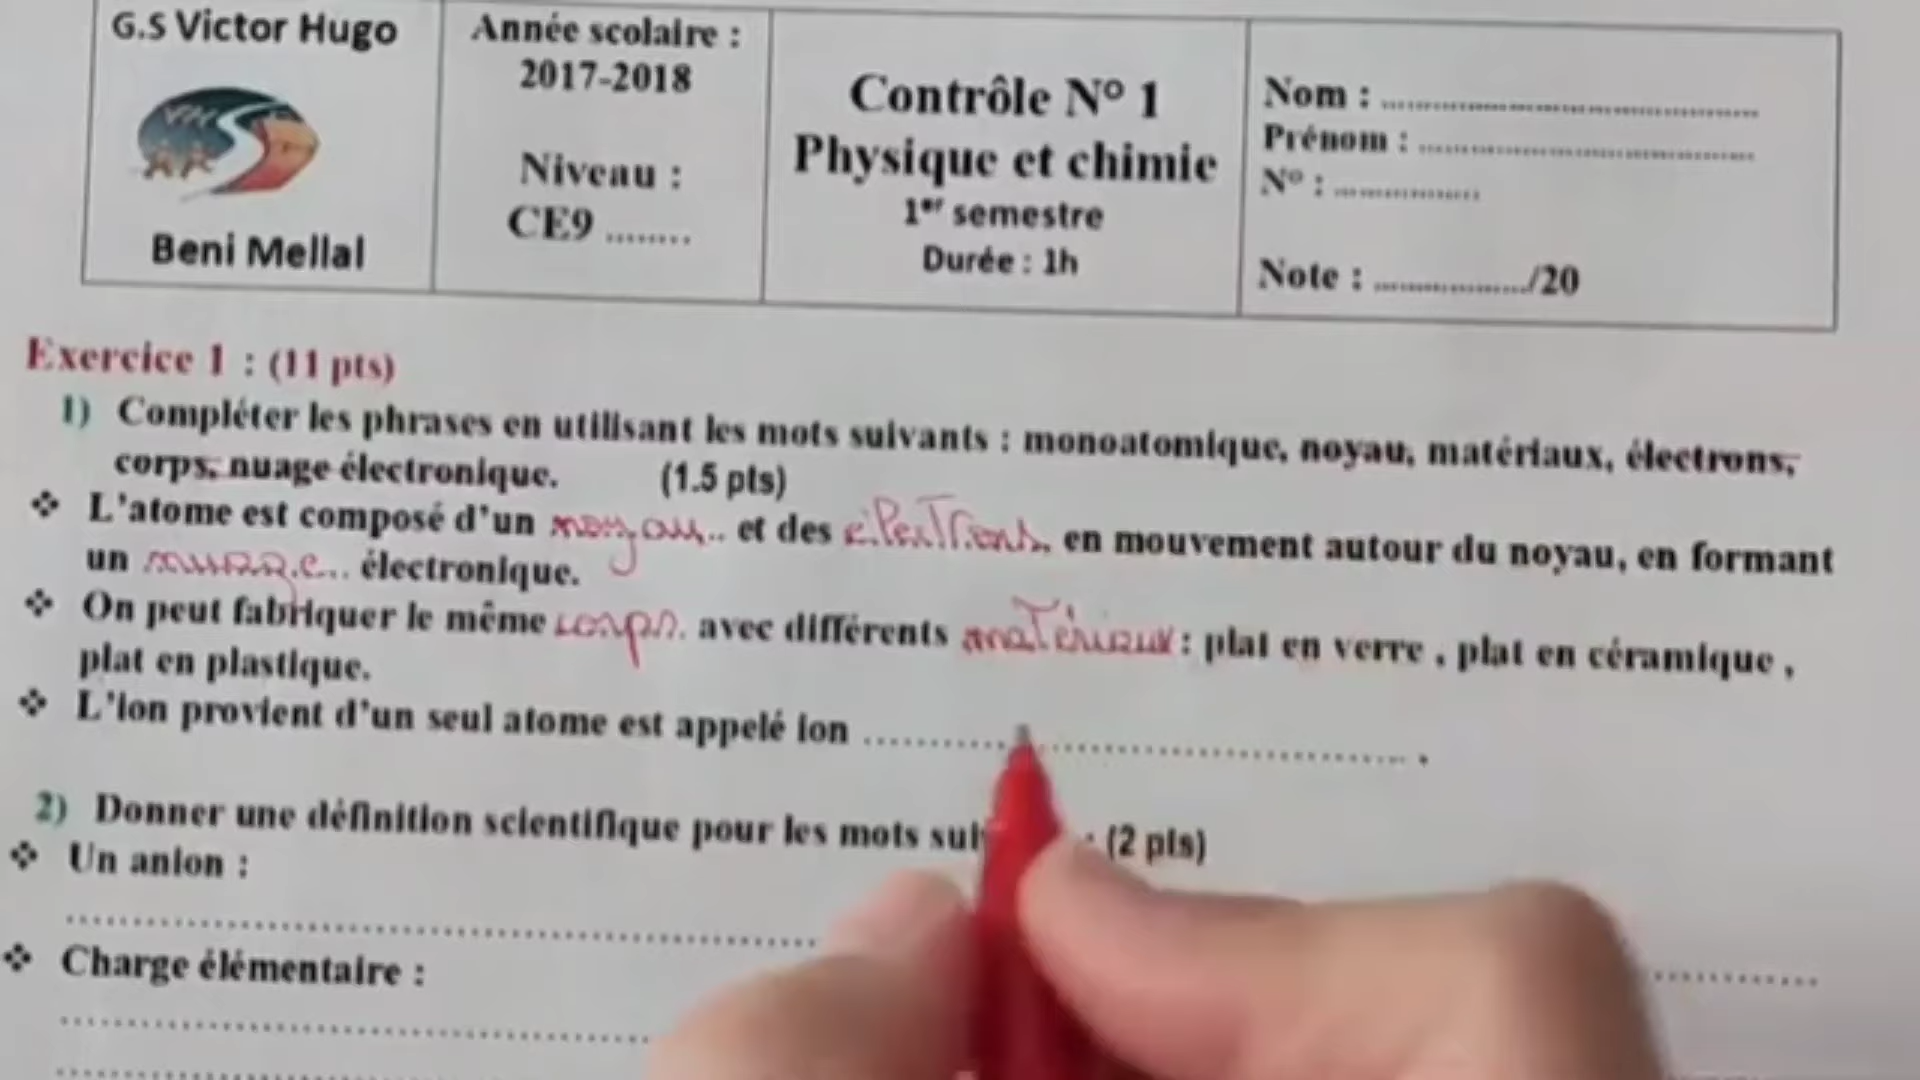 G.S Victor Hugo
VH
Beni Mellal
Année scolaire :
2017-2018
Niveau :
CE9 ........
Contrôle N° 1
Physique et chimie
1er semestre
Durée : 1h
Nom : ..........................................
Prénom : ......................................
N° : .................
Note : ................../20
Exercice 1 : (11 pts)
1) Compléter les phrases en utilisant les mots suivants : monoatomique, noyau, matériaux, électrons,
corps, nuage électronique. (1.5 pts)
❖ L'atome est composé d'un noyau.. et des électrons. en mouvement autour du noyau, en formant
un nuage... électronique.
❖ On peut fabriquer le même corps. avec différents matériaux : plat en verre , plat en céramique ,
plat en plastique.
❖ L'ion provient d'un seul atome est appelé ion .................................................. .
2) Donner une définition scientifique pour les mots sui : (2 pts)
❖ Un anion :
❖ Charge élémentaire :